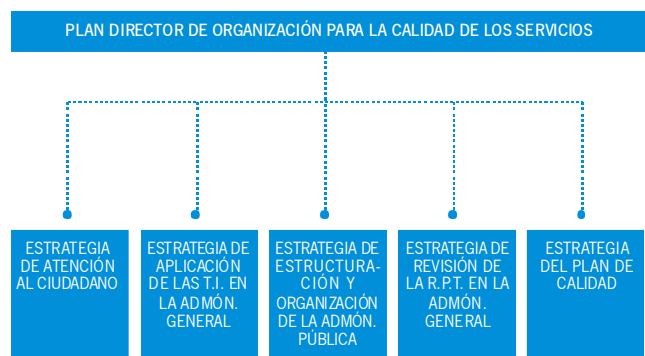 PLAN DIRECTOR DE ORGANIZACIÓN PARA LA CALIDAD DE LOS SERVICIOS
ESTRATEGIA
DE ATENCIÓN
AL CIUDADANO
ESTRATEGIA DE
APLICACIÓN
DE LAS T.I. EN
LA ADMÓN.
GENERAL
ESTRATEGIA DE
ESTRUCTURA-
CIÓN Y
ORGANIZACIÓN
DE LA ADMÓN.
PÚBLICA
ESTRATEGIA DE
REVISIÓN DE
LA R.P.T. EN LA
ADMÓN.
GENERAL
ESTRATEGIA
DEL PLAN DE
CALIDAD